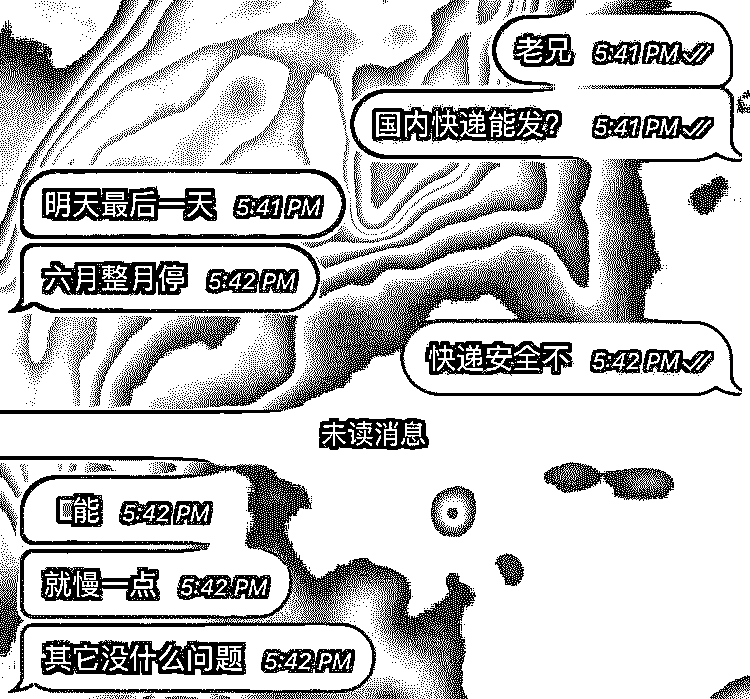 老兄 5:41 PM
国内快递能发? 5:41 PM
明天最后一天 5:41 PM
六月整月停 5:42 PM
快递安全不 5:42 PM
未读消息
能 5:42 PM
就慢一点 5:42 PM
其它没什么问题 5:42 PM